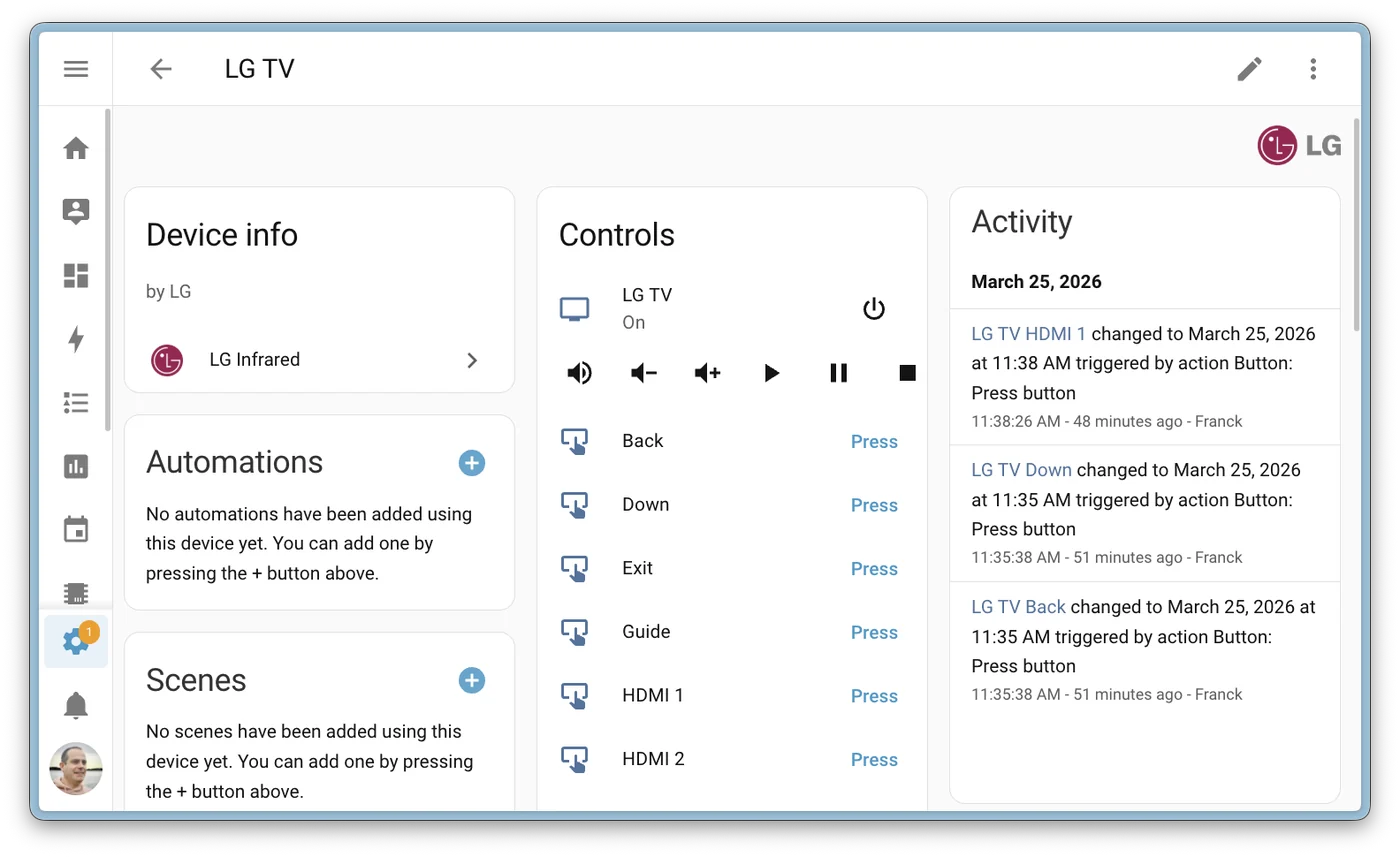 LG TV
LG
Device info
by LG
LG Infrared
Automations
No automations have been added using
this device yet. You can add one by
pressing the + button above.
Scenes
No scenes have been added using this
device yet. You can add one by pressing
the + button above.
1
Controls
LG TV
On
Back
Press
Down
Press
Exit
Press
Guide
Press
HDMI 1
Press
HDMI 2
Press
Activity
March 25, 2026
LG TV HDMI 1 changed to March 25, 2026
at 11:38 AM triggered by action Button:
Press button
11:38:26 AM - 48 minutes ago - Franck
LG TV Down changed to March 25, 2026
at 11:35 AM triggered by action Button:
Press button
11:35:38 AM - 51 minutes ago - Franck
LG TV Back changed to March 25, 2026 at
11:35 AM triggered by action Button:
Press button
11:35:38 AM - 51 minutes ago - Franck